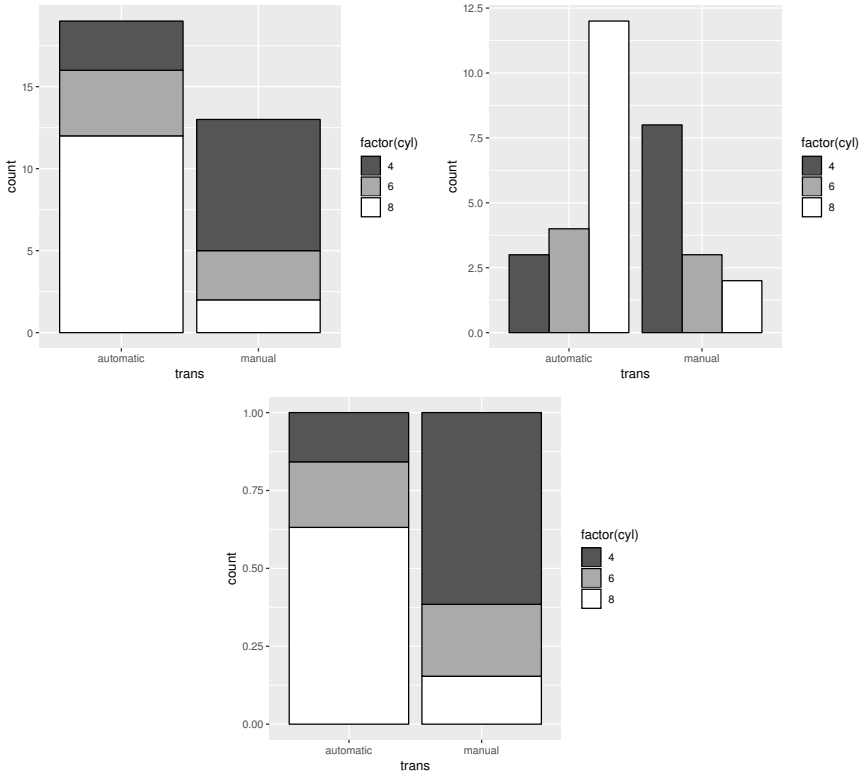 15
10
5
0
count
automatic
manual
trans
factor(cyl)
4
6
8
12.5
10.0
7.5
5.0
2.5
0.0
count
automatic
manual
trans
factor(cyl)
4
6
8
1.00
0.75
0.50
0.25
0.00
count
automatic
manual
trans
factor(cyl)
4
6
8